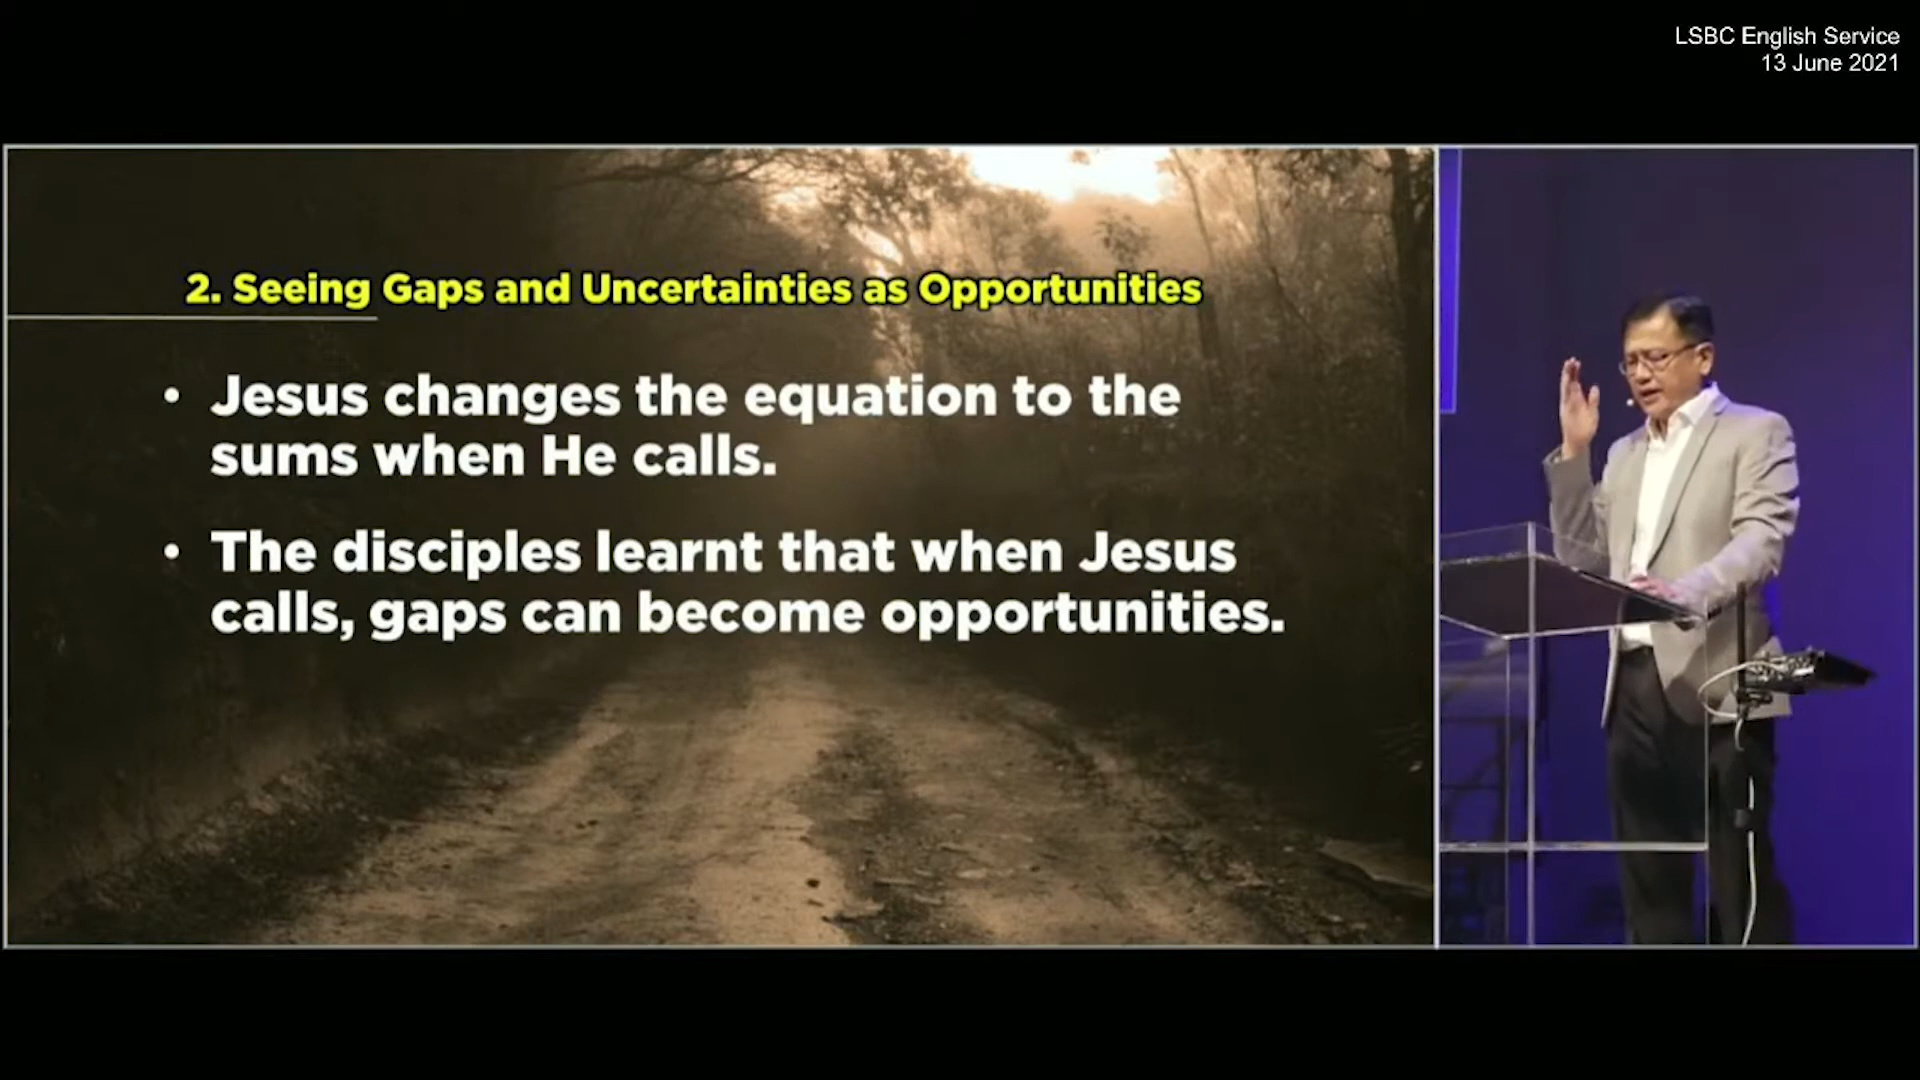 LSBC English Service
13 June 2021
2. Seeing Gaps and Uncertainties as Opportunities
• Jesus changes the equation to the
sums when He calls.
• The disciples learnt that when Jesus
calls, gaps can become opportunities.